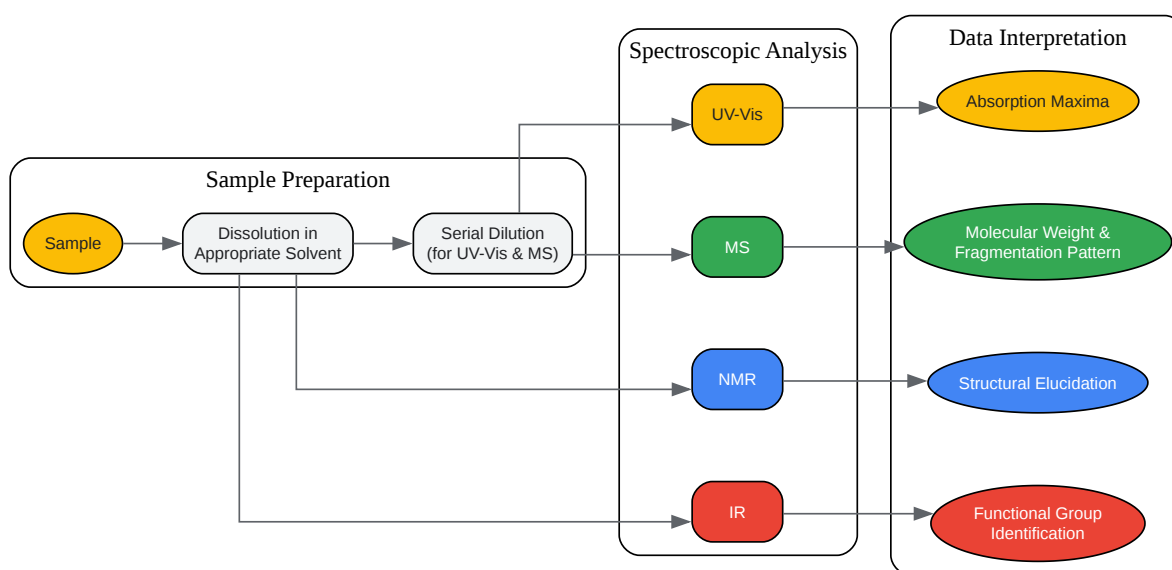 Sample Preparation
Sample
Dissolution in
Appropriate Solvent
Serial Dilution
(for UV-Vis & MS)
Spectroscopic Analysis
UV-Vis
MS
NMR
IR
Data Interpretation
Absorption Maxima
Molecular Weight &
Fragmentation Pattern
Structural Elucidation
Functional Group
Identification